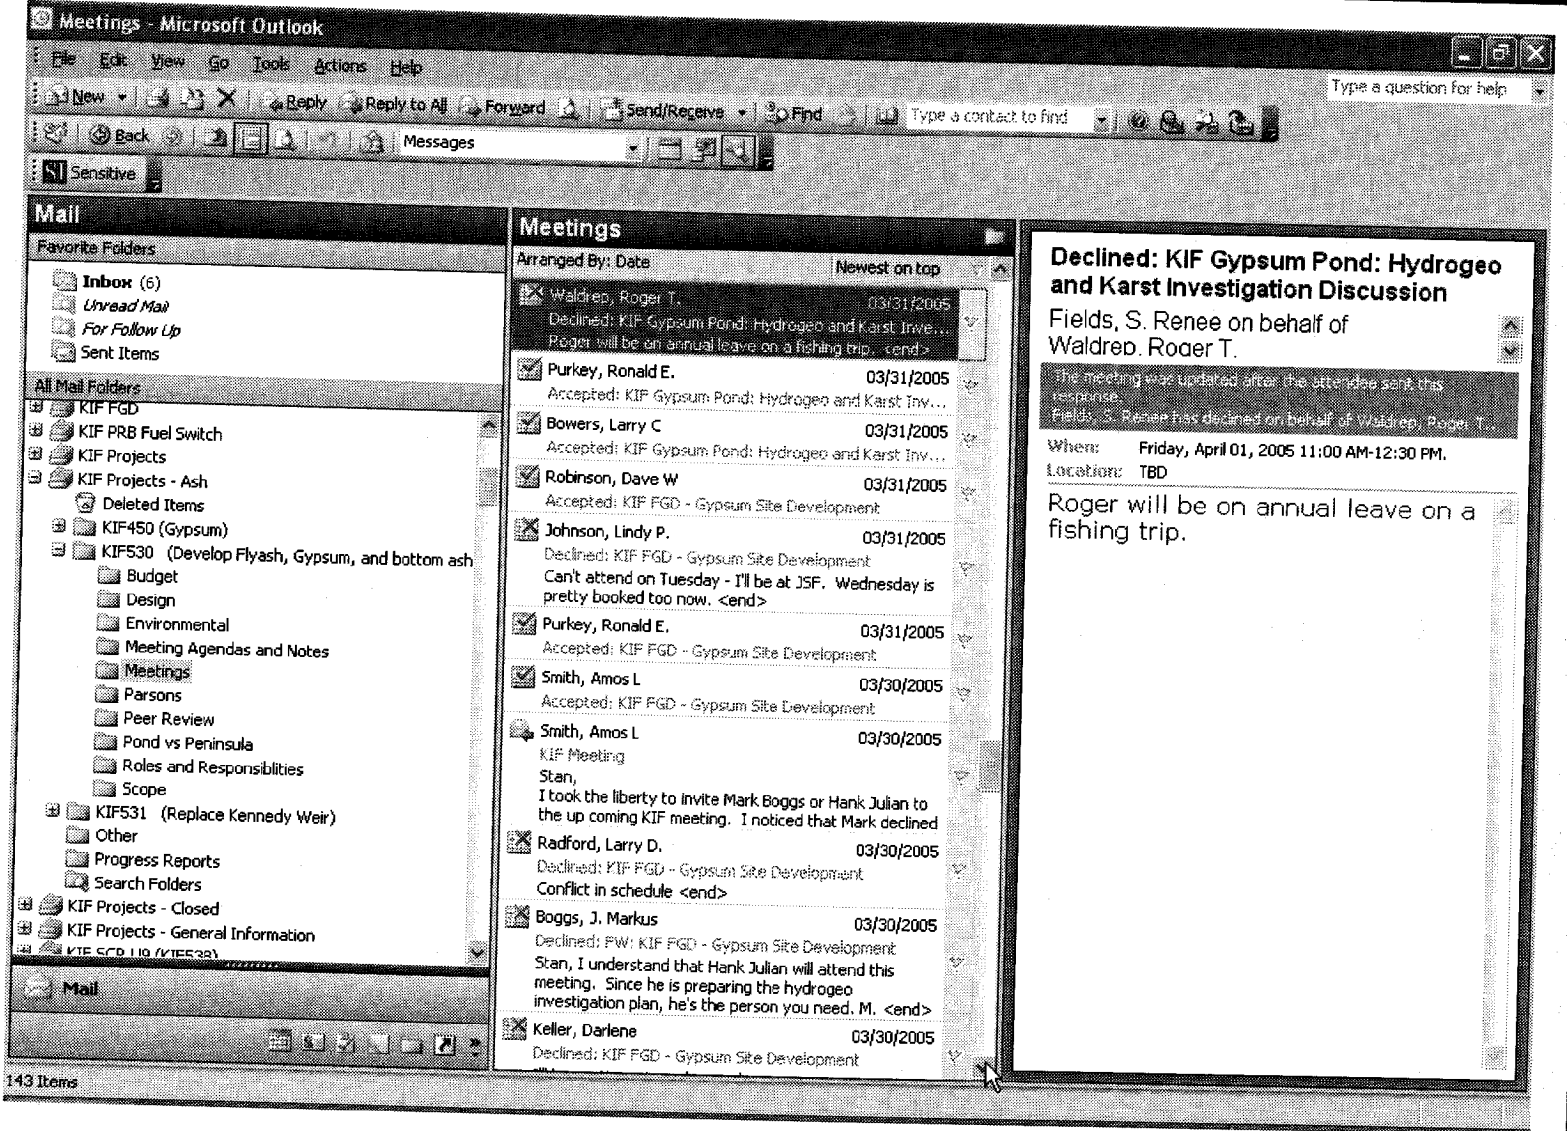 Meetings - Microsoft Outlook
File Edit View Go Tools Actions Help
Type a question for help
New Reply Reply to All Forward Send/Receive Find Type a contact to find
Back Messages
SI Sensitive
Mail
Favorite Folders
Inbox (6)
Unread Mail
For Follow Up
Sent Items
All Mail Folders
KIF FGD
KIF PRB Fuel Switch
KIF Projects
KIF Projects - Ash
Deleted Items
KIF450 (Gypsum)
KIF530 (Develop Flyash, Gypsum, and bottom ash
Budget
Design
Environmental
Meeting Agendas and Notes
Meetings
Parsons
Peer Review
Pond vs Peninsula
Roles and Responsiblities
Scope
KIF531 (Replace Kennedy Weir)
Other
Progress Reports
Search Folders
KIF Projects - Closed
KIF Projects - General Information
KIF SCR U9 (KIF538)
Mail
143 Items
Meetings
Arranged By: Date Newest on top
Waldrep, Roger T. 03/31/2005
Declined: KIF Gypsum Pond: Hydrogeo and Karst Inve...
Roger will be on annual leave on a fishing trip. <end>
Purkey, Ronald E. 03/31/2005
Accepted: KIF Gypsum Pond: Hydrogeo and Karst Inv...
Bowers, Larry C 03/31/2005
Accepted: KIF Gypsum Pond: Hydrogeo and Karst Inv...
Robinson, Dave W 03/31/2005
Accepted: KIF FGD - Gypsum Site Development
Johnson, Lindy P. 03/31/2005
Declined: KIF FGD - Gypsum Site Development
Can't attend on Tuesday - I'll be at JSF. Wednesday is
pretty booked too now. <end>
Purkey, Ronald E. 03/31/2005
Accepted: KIF FGD - Gypsum Site Development
Smith, Amos L 03/30/2005
Accepted: KIF FGD - Gypsum Site Development
Smith, Amos L 03/30/2005
KIF Meeting
Stan,
I took the liberty to invite Mark Boggs or Hank Julian to
the up coming KIF meeting. I noticed that Mark declined
Radford, Larry D. 03/30/2005
Declined: KIF FGD - Gypsum Site Development
Conflict in schedule <end>
Boggs, J. Markus 03/30/2005
Declined: FW: KIF FGD - Gypsum Site Development
Stan, I understand that Hank Julian will attend this
meeting. Since he is preparing the hydrogeo
investigation plan, he's the person you need. M. <end>
Keller, Darlene 03/30/2005
Declined: KIF FGD - Gypsum Site Development
Declined: KIF Gypsum Pond: Hydrogeo
and Karst Investigation Discussion
Fields, S. Renee on behalf of
Waldrep, Roger T.
The meeting was updated after the attendee sent this
response.
Fields, S. Renee has declined on behalf of Waldrep, Roger T...
When: Friday, April 01, 2005 11:00 AM-12:30 PM.
Location: TBD
Roger will be on annual leave on a
fishing trip.